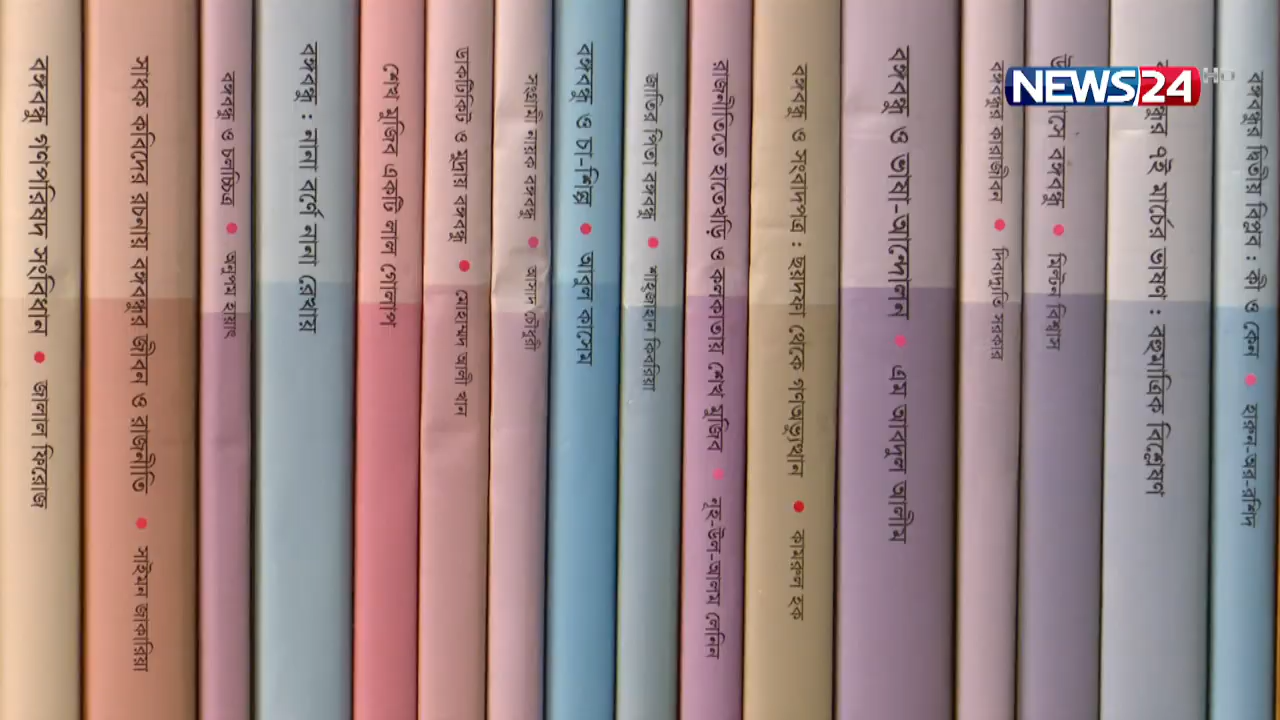 বঙ্গবন্ধু গণপরিষদ সংবিধান ● জালাল ফিরোজ
সাধক কবিদের রচনায় বঙ্গবন্ধুর জীবন ও রাজনীতি ● সাইমন জাকারিয়া
বঙ্গবন্ধু ও চলচ্চিত্র ● অনুপম হায়াৎ
বঙ্গবন্ধু : নানা বর্ণে নানা রেখায়
শেখ মুজিব একটি লাল গোলাপ
ডাকটিকিট ও মুদ্রায় বঙ্গবন্ধু ● মোহাম্মদ আলী খান
সংগ্রামী নায়ক বঙ্গবন্ধু ● আসাদ চৌধুরী
বঙ্গবন্ধু ও চা-শিল্প ● আবুল কাসেম
জাতির পিতা বঙ্গবন্ধু ● শাহ্জাহান কিবরিয়া
রাজনীতিতে হাতেখড়ি ও কলকাতায় শেখ মুজিব ● নূহ-উল-আলম লেনিন
বঙ্গবন্ধু ও সংবাদপত্র : ছয়দফা থেকে গণঅভ্যুত্থান ● কামরুল হক
বঙ্গবন্ধু ও ভাষা-আন্দোলন ● এম আবদুল আলীম
বঙ্গবন্ধুর কারাজীবন ● দিব্যদ্যুতি সরকার
বঙ্গবন্ধু ● মিল্টন বিশ্বাস
৭ই মার্চের ভাষণ : বহুমাত্রিক বিশ্লেষণ
বঙ্গবন্ধুর দ্বিতীয় বিপ্লব : কী ও কেন ● হারুন-অর-রশিদ
NEWS24 HD